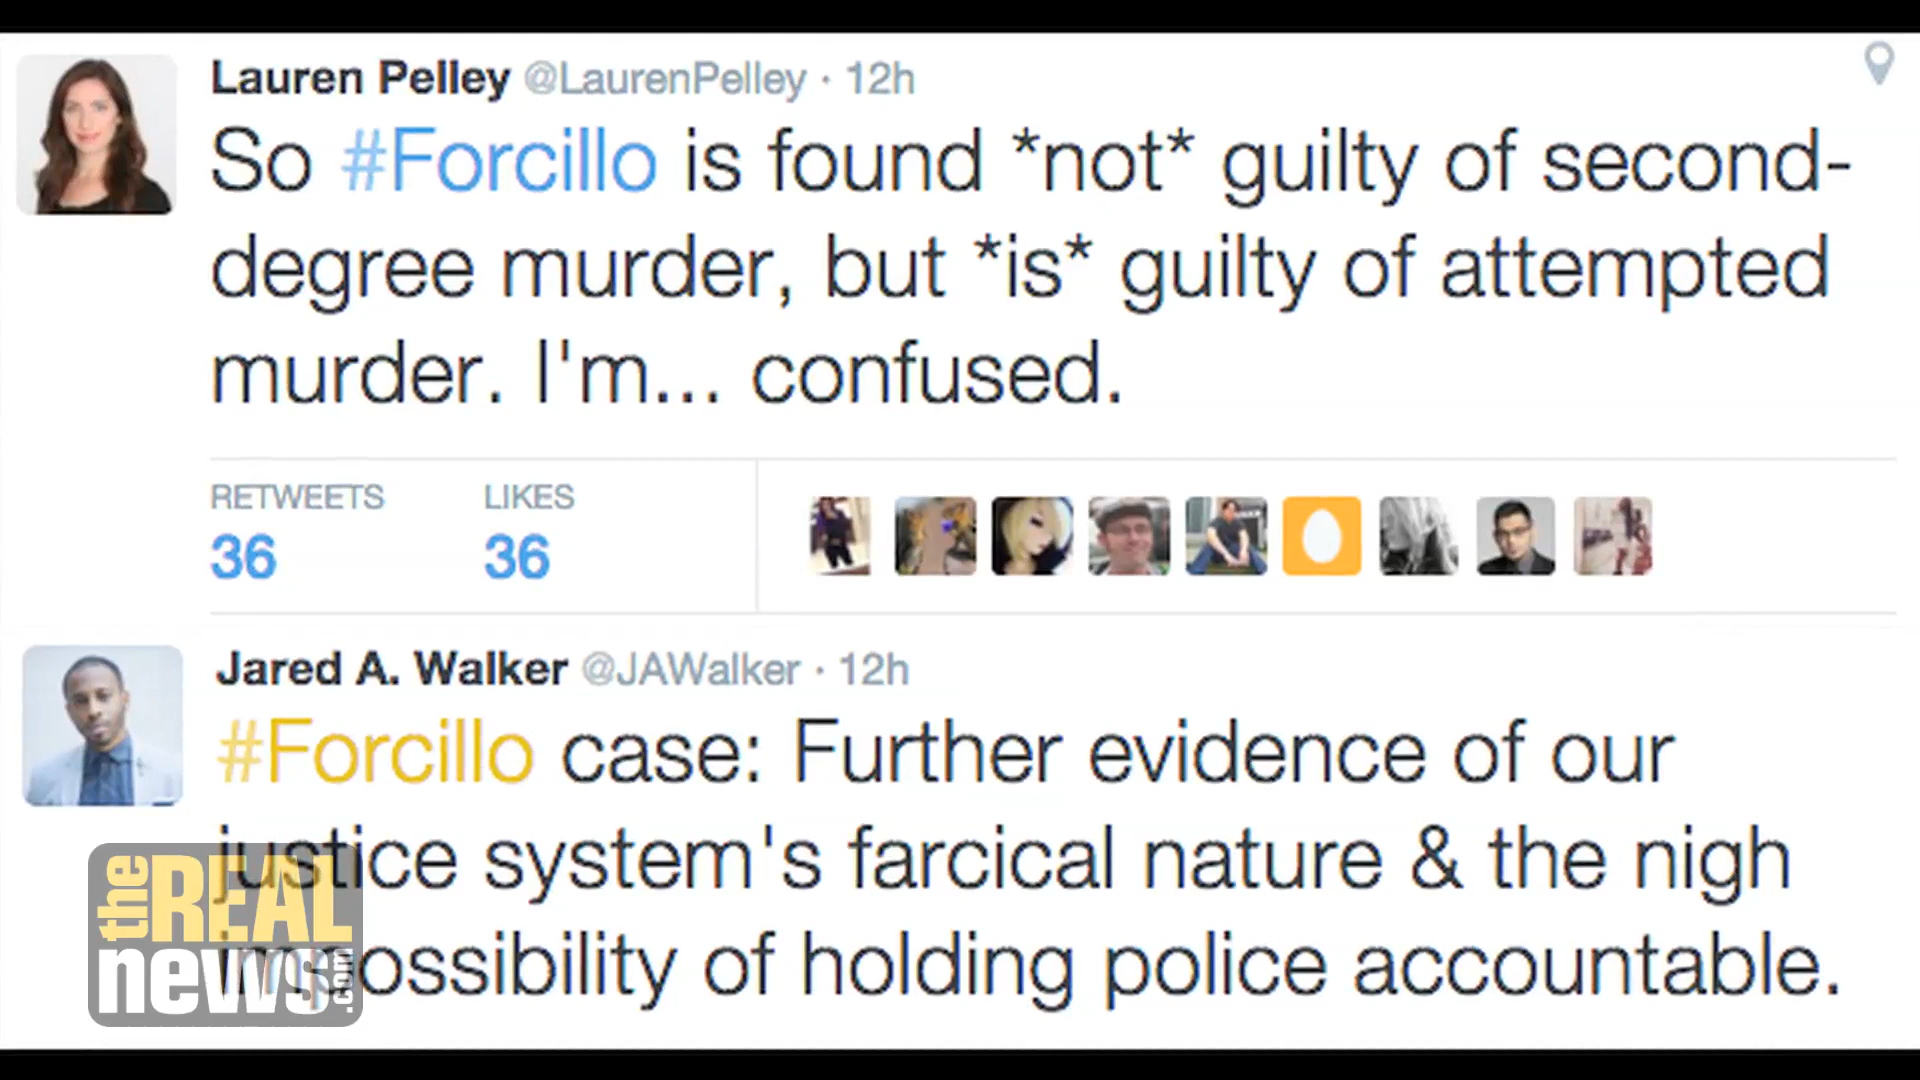 Lauren Pelley @LaurenPelley · 12h
So #Forcillo is found *not* guilty of second-
degree murder, but *is* guilty of attempted
murder. I'm... confused.
RETWEETS LIKES
36 36
Jared A. Walker @JAWalker · 12h
#Forcillo case: Further evidence of our
justice system's farcical nature & the nigh
impossibility of holding police accountable.
the REAL
news.com